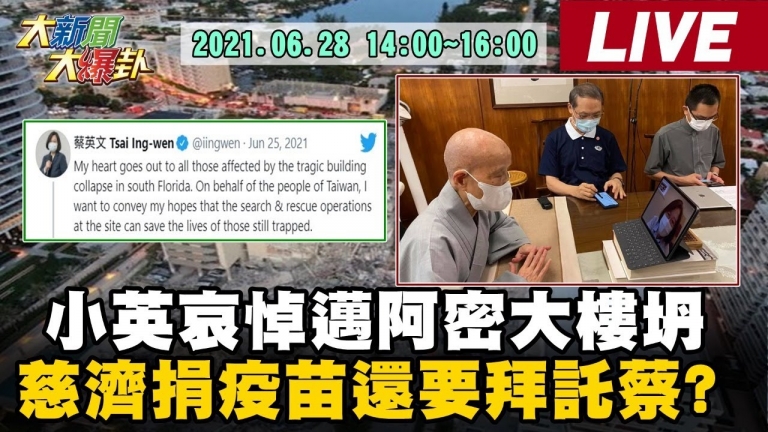 大新聞
大爆卦
2021.06.28 14:00~16:00
LIVE
蔡英文 Tsai Ing-wen @iingwen · Jun 25, 2021
My heart goes out to all those affected by the tragic building
collapse in south Florida. On behalf of the people of Taiwan, I
want to convey my hopes that the search & rescue operations
at the site can save the lives of those still trapped.
小英哀悼邁阿密大樓坍
慈濟捐疫苗還要拜託蔡?